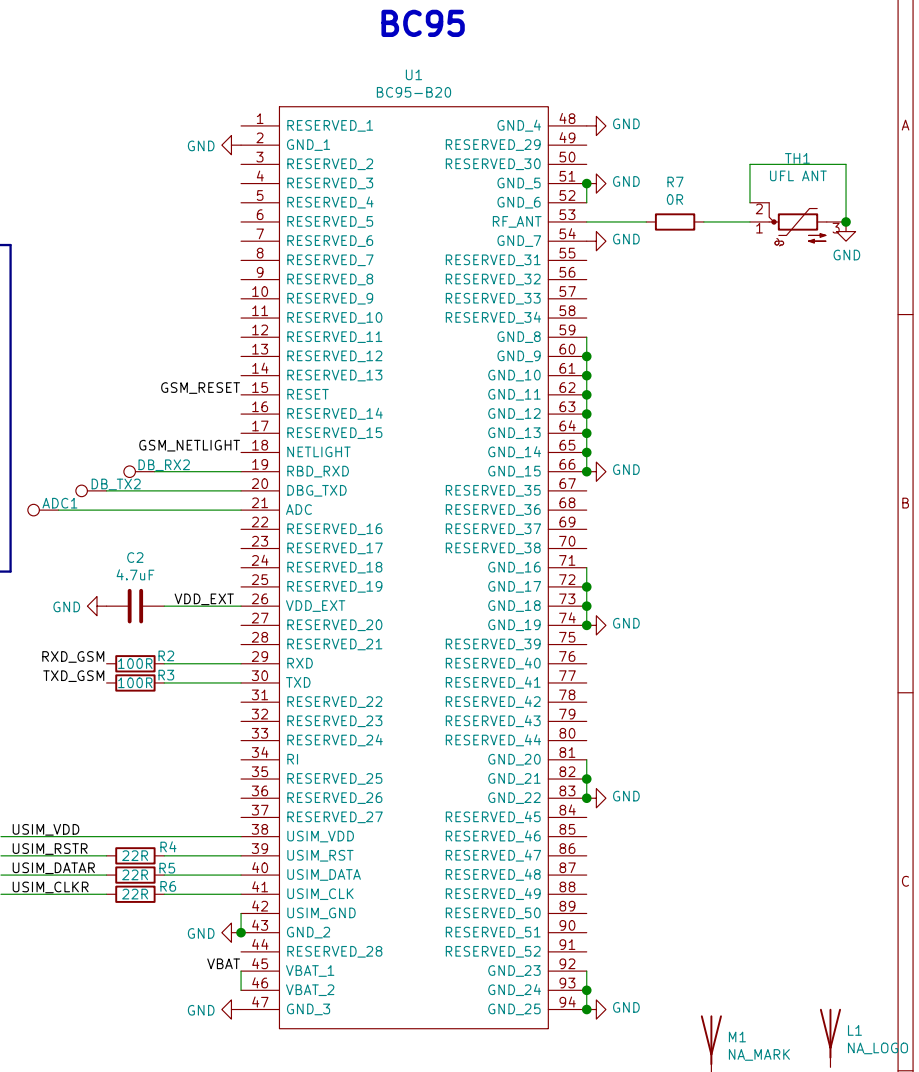 BC95
U1
BC95-B20
1 RESERVED_1 GND_4 48 GND
GND 2 GND_1 RESERVED_29 49
3 RESERVED_2 RESERVED_30 50
4 RESERVED_3 GND_5 51 GND
5 RESERVED_4 GND_6 52
6 RESERVED_5 RF_ANT 53
7 RESERVED_6 GND_7 54 GND
8 RESERVED_7 RESERVED_31 55
9 RESERVED_8 RESERVED_32 56
10 RESERVED_9 RESERVED_33 57
11 RESERVED_10 RESERVED_34 58
12 RESERVED_11 GND_8 59
13 RESERVED_12 GND_9 60
14 RESERVED_13 GND_10 61
GSM_RESET 15 RESET GND_11 62
16 RESERVED_14 GND_12 63
17 RESERVED_15 GND_13 64
GSM_NETLIGHT 18 NETLIGHT GND_14 65
DB_RX2 19 RBD_RXD GND_15 66 GND
DB_TX2 20 DBG_TXD RESERVED_35 67
ADC1 21 ADC RESERVED_36 68
22 RESERVED_16 RESERVED_37 69
23 RESERVED_17 RESERVED_38 70
24 RESERVED_18 GND_16 71
25 RESERVED_19 GND_17 72
C2
4.7uF
GND VDD_EXT 26 VDD_EXT GND_18 73
27 RESERVED_20 GND_19 74 GND
28 RESERVED_21 RESERVED_39 75
RXD_GSM 100R R2 29 RXD RESERVED_40 76
TXD_GSM 100R R3 30 TXD RESERVED_41 77
31 RESERVED_22 RESERVED_42 78
32 RESERVED_23 RESERVED_43 79
33 RESERVED_24 RESERVED_44 80
34 RI GND_20 81
35 RESERVED_25 GND_21 82
36 RESERVED_26 GND_22 83 GND
37 RESERVED_27 RESERVED_45 84
USIM_VDD 38 USIM_VDD RESERVED_46 85
USIM_RSTR 22R R4 39 USIM_RST RESERVED_47 86
USIM_DATAR 22R R5 40 USIM_DATA RESERVED_48 87
USIM_CLKR 22R R6 41 USIM_CLK RESERVED_49 88
42 USIM_GND RESERVED_50 89
GND 43 GND_2 RESERVED_51 90
44 RESERVED_28 RESERVED_52 91
VBAT 45 VBAT_1 GND_23 92
46 VBAT_2 GND_24 93
GND 47 GND_3 GND_25 94 GND
R7
0R
TH1
UFL ANT
2
1 3
GND
A
B
C
M1
NA_MARK
L1
NA_LOGO